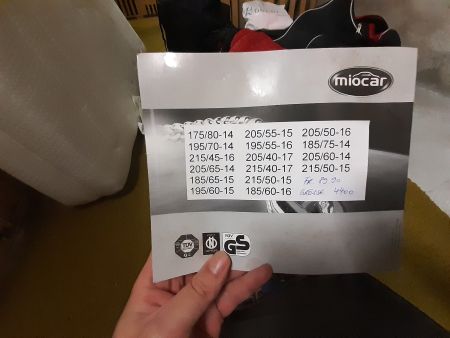 miocar
175/80-14 205/55-15 205/50-16
195/70-14 195/55-16 185/75-14
215/45-16 205/40-17 205/60-14
205/65-14 215/40-17 215/50-15
185/65-15 215/50-15
195/60-15 185/60-16
TÜV
GS